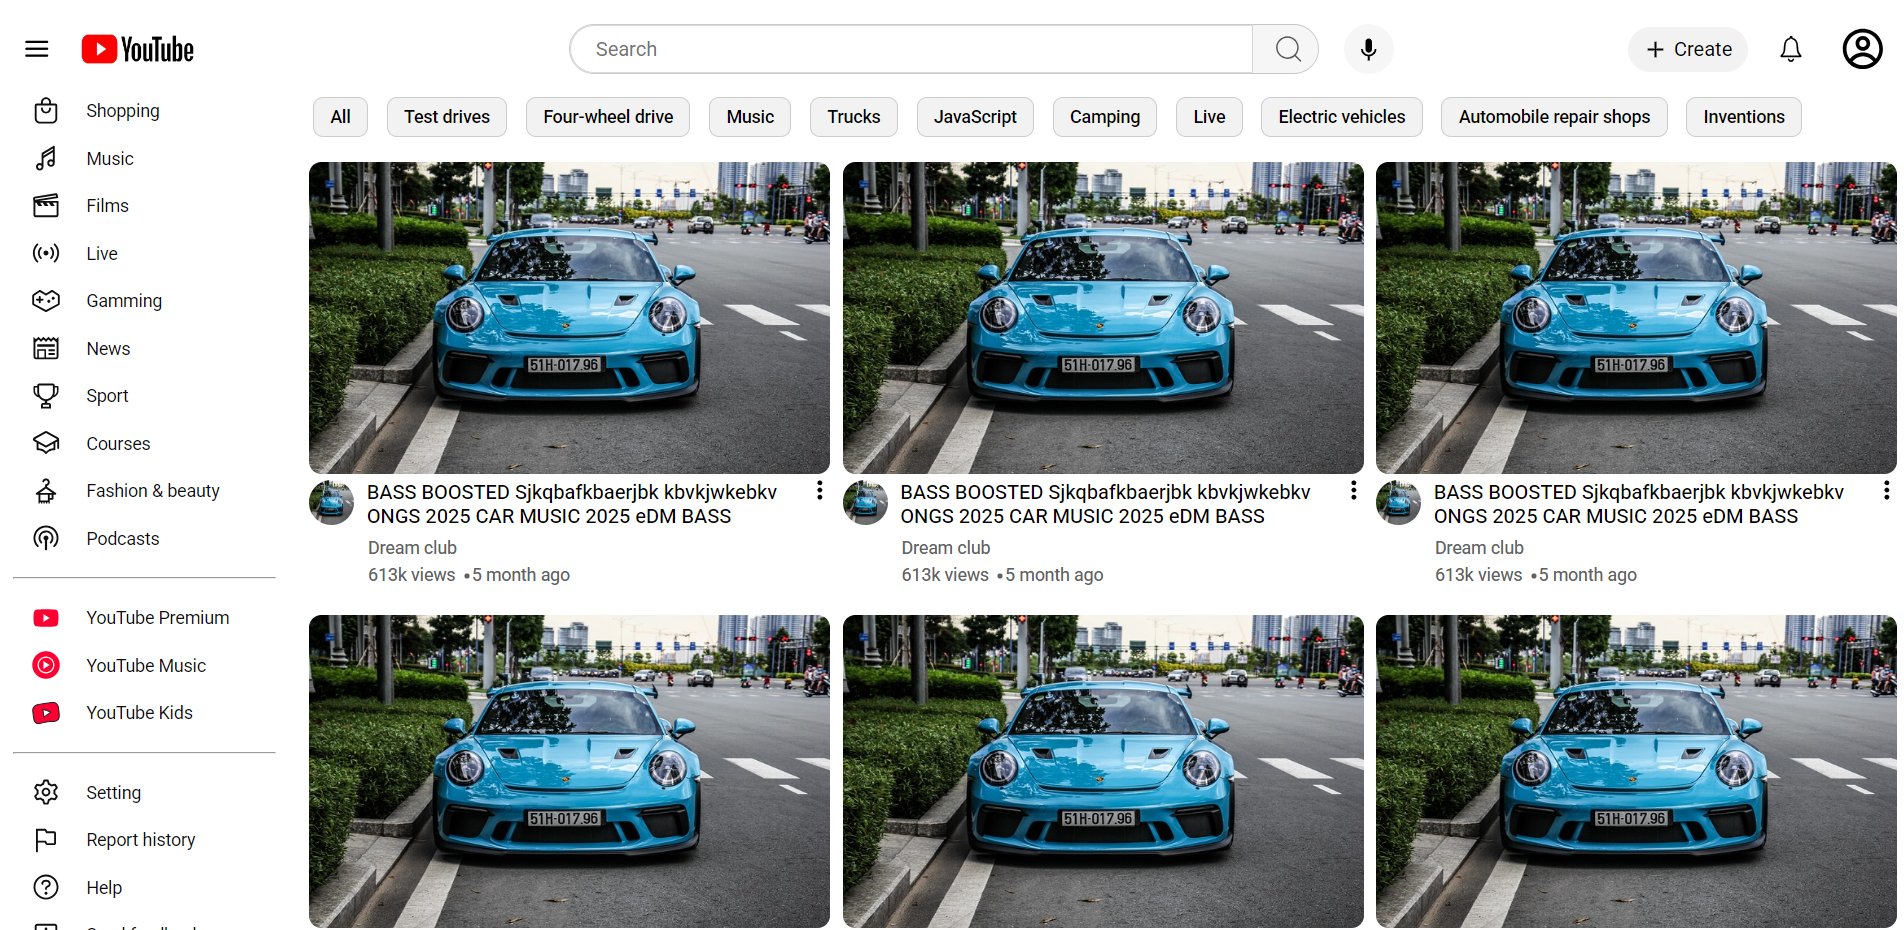 YouTube
Search
Create
Shopping
Music
Films
Live
Gamming
News
Sport
Courses
Fashion & beauty
Podcasts
YouTube Premium
YouTube Music
YouTube Kids
Setting
Report history
Help
All
Test drives
Four-wheel drive
Music
Trucks
JavaScript
Camping
Live
Electric vehicles
Automobile repair shops
Inventions
51H-017.96
51H-017.96
51H-017.96
BASS BOOSTED Sjkqbafkbaerjbk kbvkjwkebkv
ONGS 2025 CAR MUSIC 2025 eDM BASS
Dream club
613k views •5 month ago
BASS BOOSTED Sjkqbafkbaerjbk kbvkjwkebkv
ONGS 2025 CAR MUSIC 2025 eDM BASS
Dream club
613k views •5 month ago
BASS BOOSTED Sjkqbafkbaerjbk kbvkjwkebkv
ONGS 2025 CAR MUSIC 2025 eDM BASS
Dream club
613k views •5 month ago
51H-017.96
51H-017.96
51H-017.96